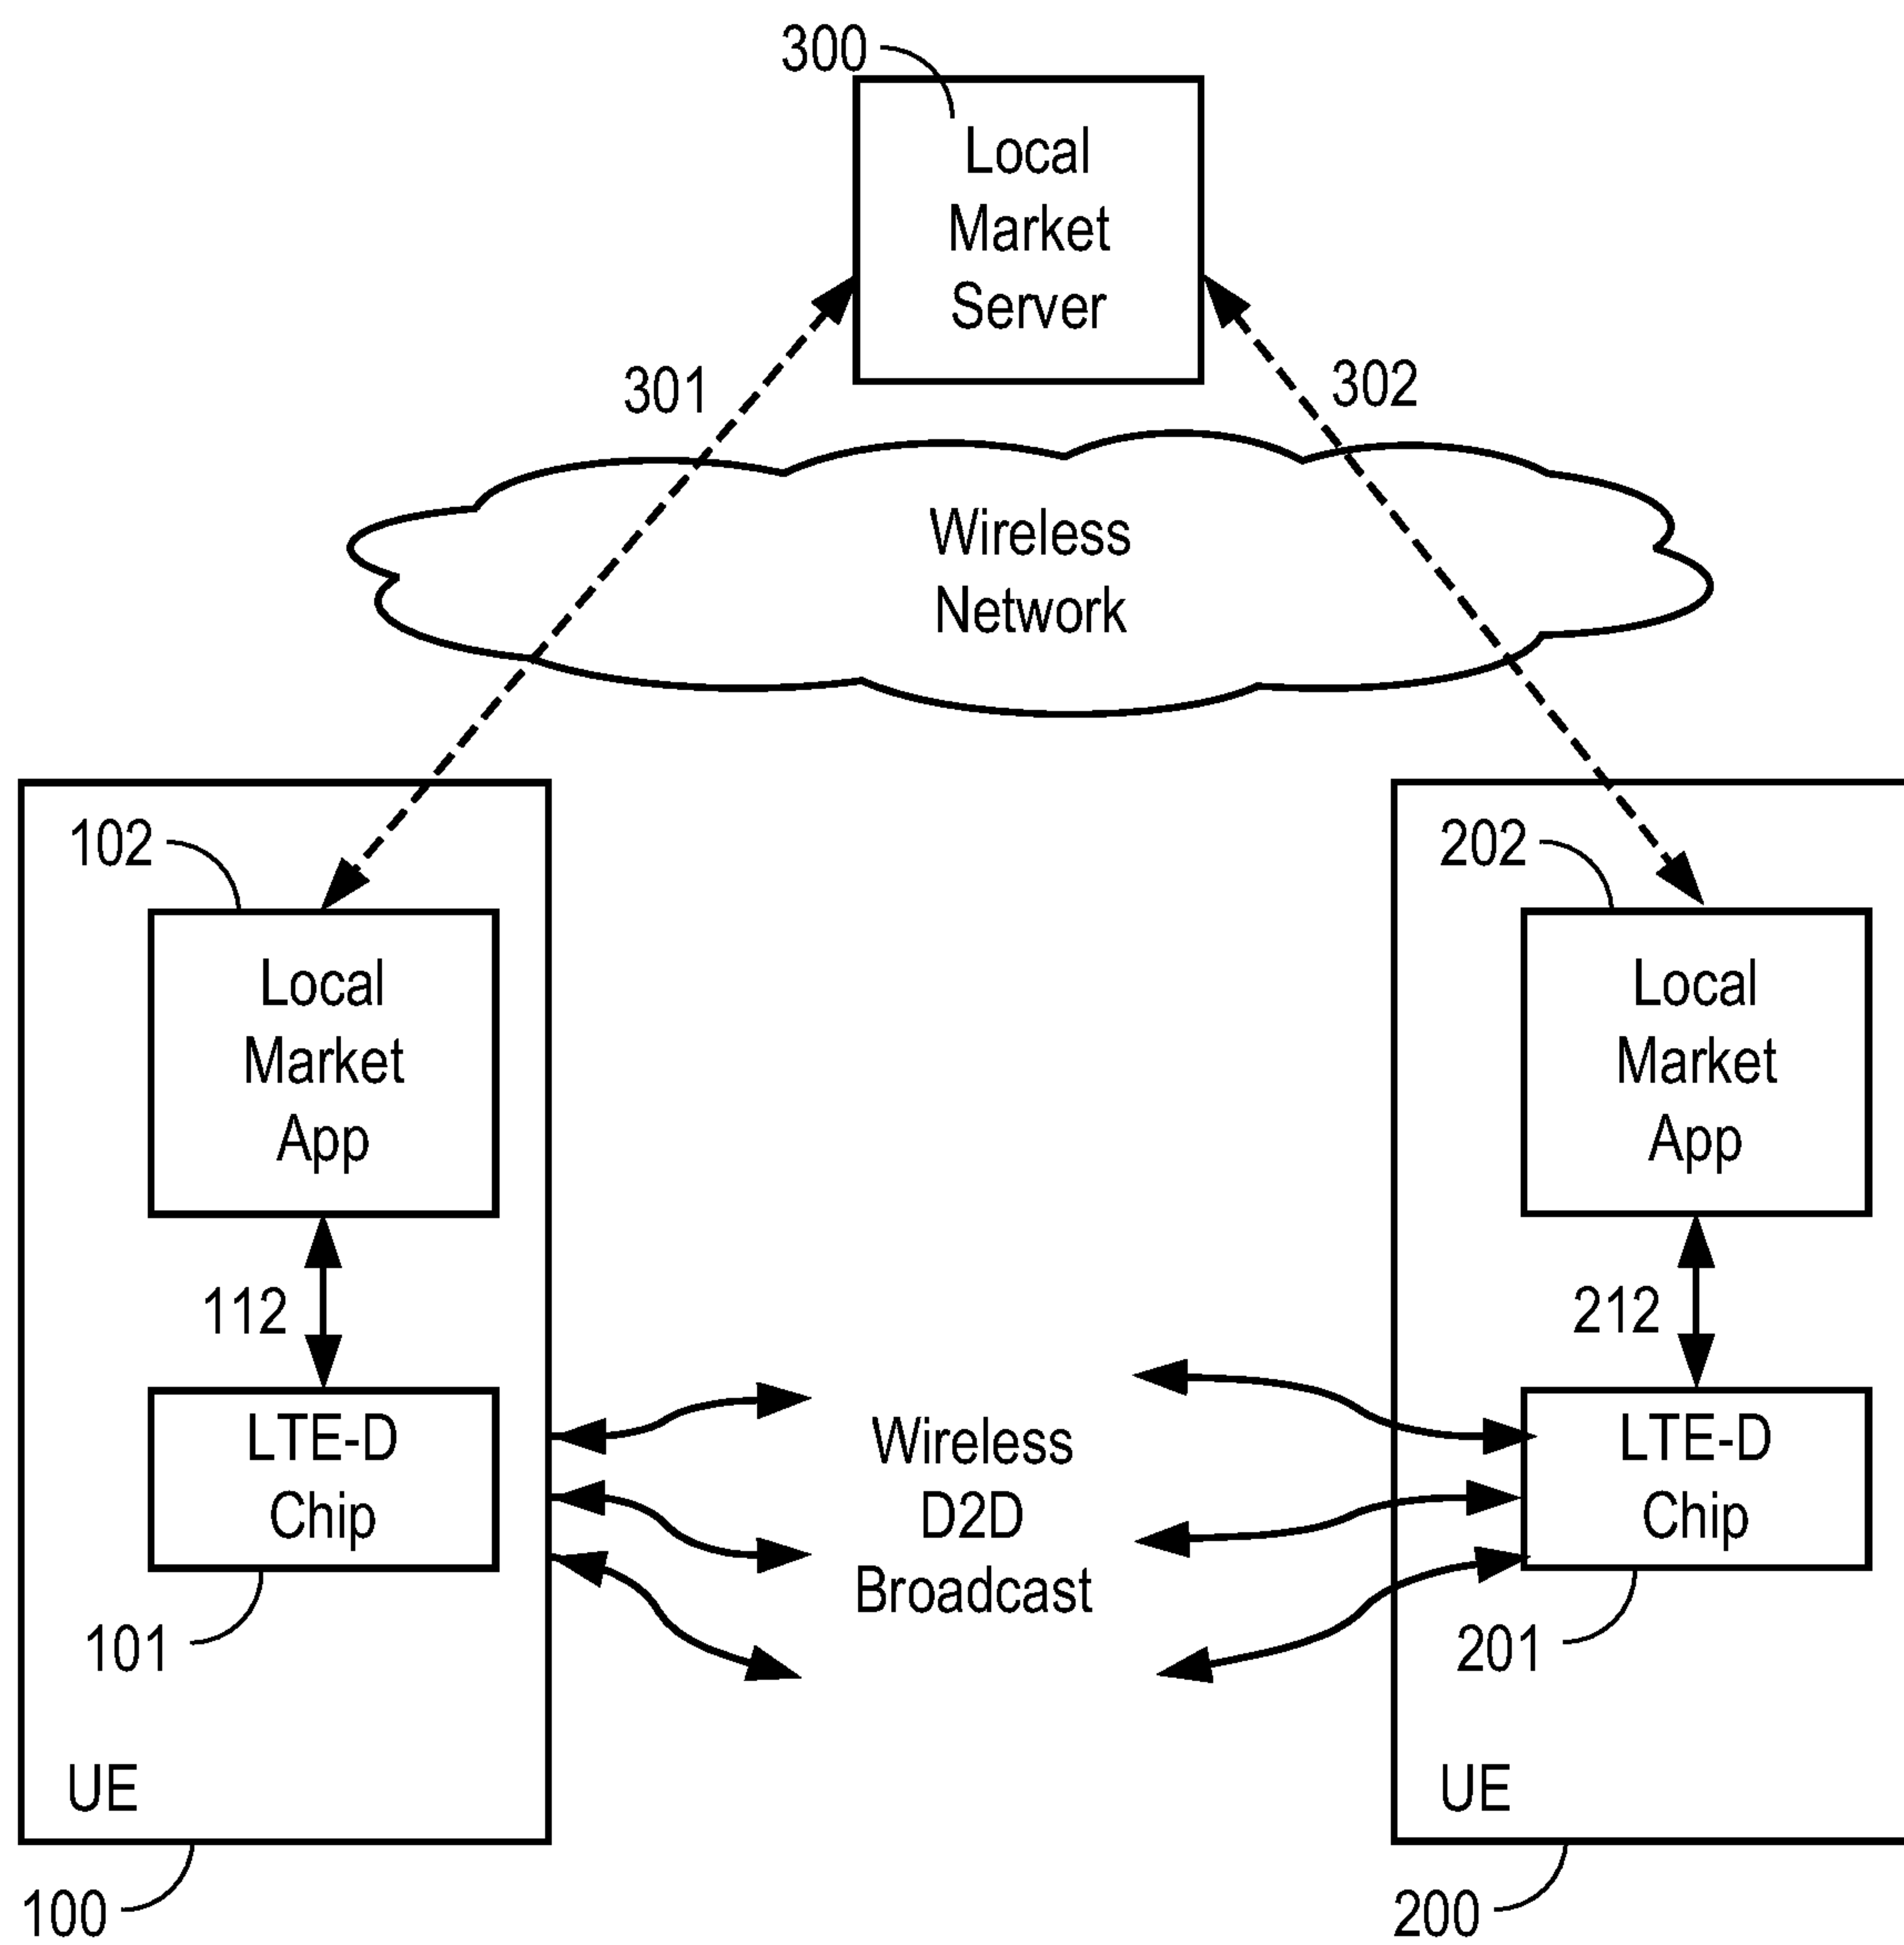 300
Local
Market
Server
301
302
Wireless
Network
102
202
Local
Market
App
Local
Market
App
112
212
LTE-D
Chip
Wireless
D2D
Broadcast
LTE-D
Chip
101
201
UE
UE
100
200